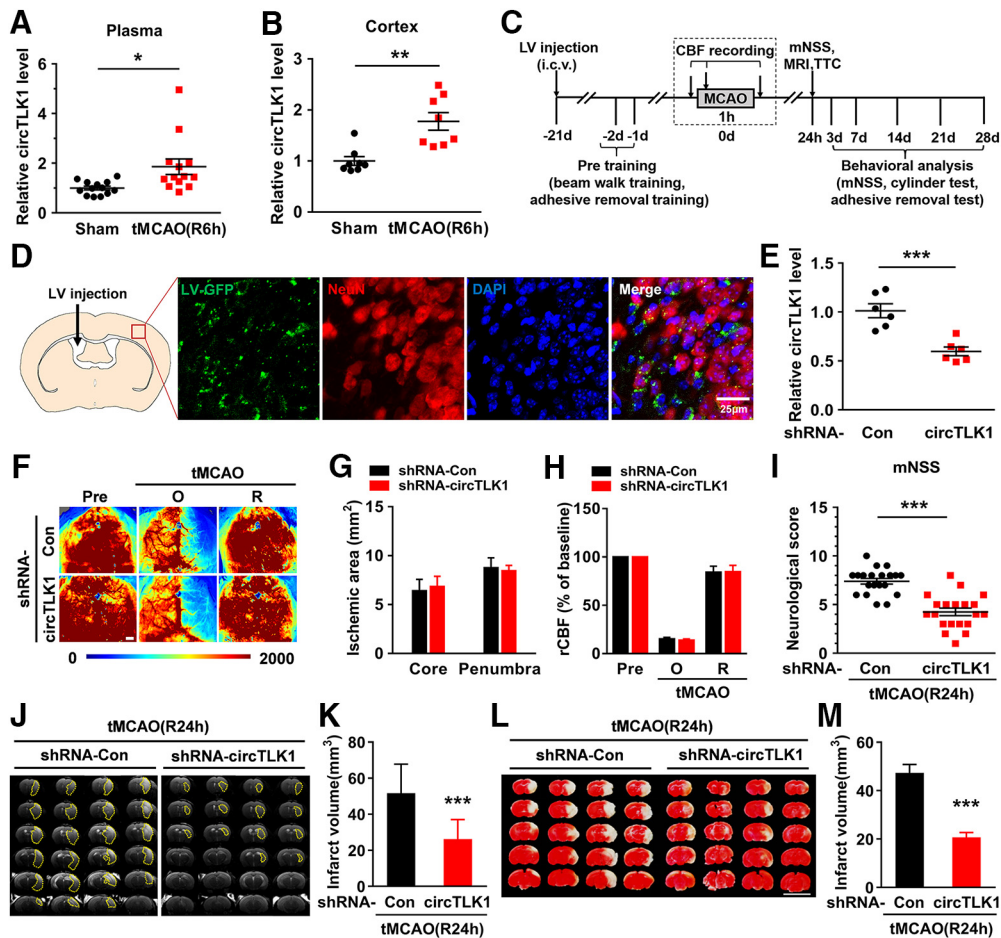 A
Plasma
Relative circTLK1 level
6
4
2
0
*
Sham tMCAO(R6h)
B
Cortex
Relative circTLK1 level
3
2
1
0
**
Sham tMCAO(R6h)
C
LV injection
(i.c.v.)
CBF recording
mNSS,
MRI,TTC
MCAO
1h
-21d -2d -1d 0d 24h 3d 7d 14d 21d 28d
Pre training
(beam walk training,
adhesive removal training)
Behavioral analysis
(mNSS, cylinder test,
adhesive removal test)
D
LV injection
LV-GFP NeuN DAPI Merge
25μm
E
Relative circTLK1 level
1.5
1.0
0.5
0.0
***
shRNA- Con circTLK1
F
tMCAO
Pre O R
shRNA-
Con
circTLK1
0 2000
G
shRNA-Con
shRNA-circTLK1
Ischemic area (mm²)
15
10
5
0
Core Penumbra
H
shRNA-Con
shRNA-circTLK1
rCBF (% of baseline)
150
100
50
0
Pre O R
tMCAO
I
mNSS
Neurological score
15
10
5
0
***
shRNA- Con circTLK1
tMCAO(R24h)
J
tMCAO(R24h)
shRNA-Con shRNA-circTLK1
K
Infarct volume(mm³)
80
60
40
20
0
***
shRNA- Con circTLK1
tMCAO(R24h)
L
tMCAO(R24h)
shRNA-Con shRNA-circTLK1
M
Infarct volume(mm³)
60
40
20
0
***
shRNA- Con circTLK1
tMCAO(R24h)